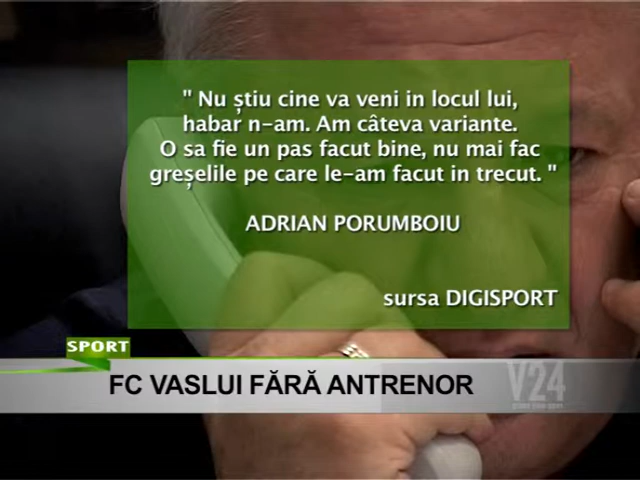 " Nu știu cine va veni in locul lui,
habar n-am. Am câteva variante.
O sa fie un pas facut bine, nu mai fac
greșelile pe care le-am facut in trecut. "
ADRIAN PORUMBOIU
sursa DIGISPORT
SPORT
FC VASLUI FĂRĂ ANTRENOR
V24